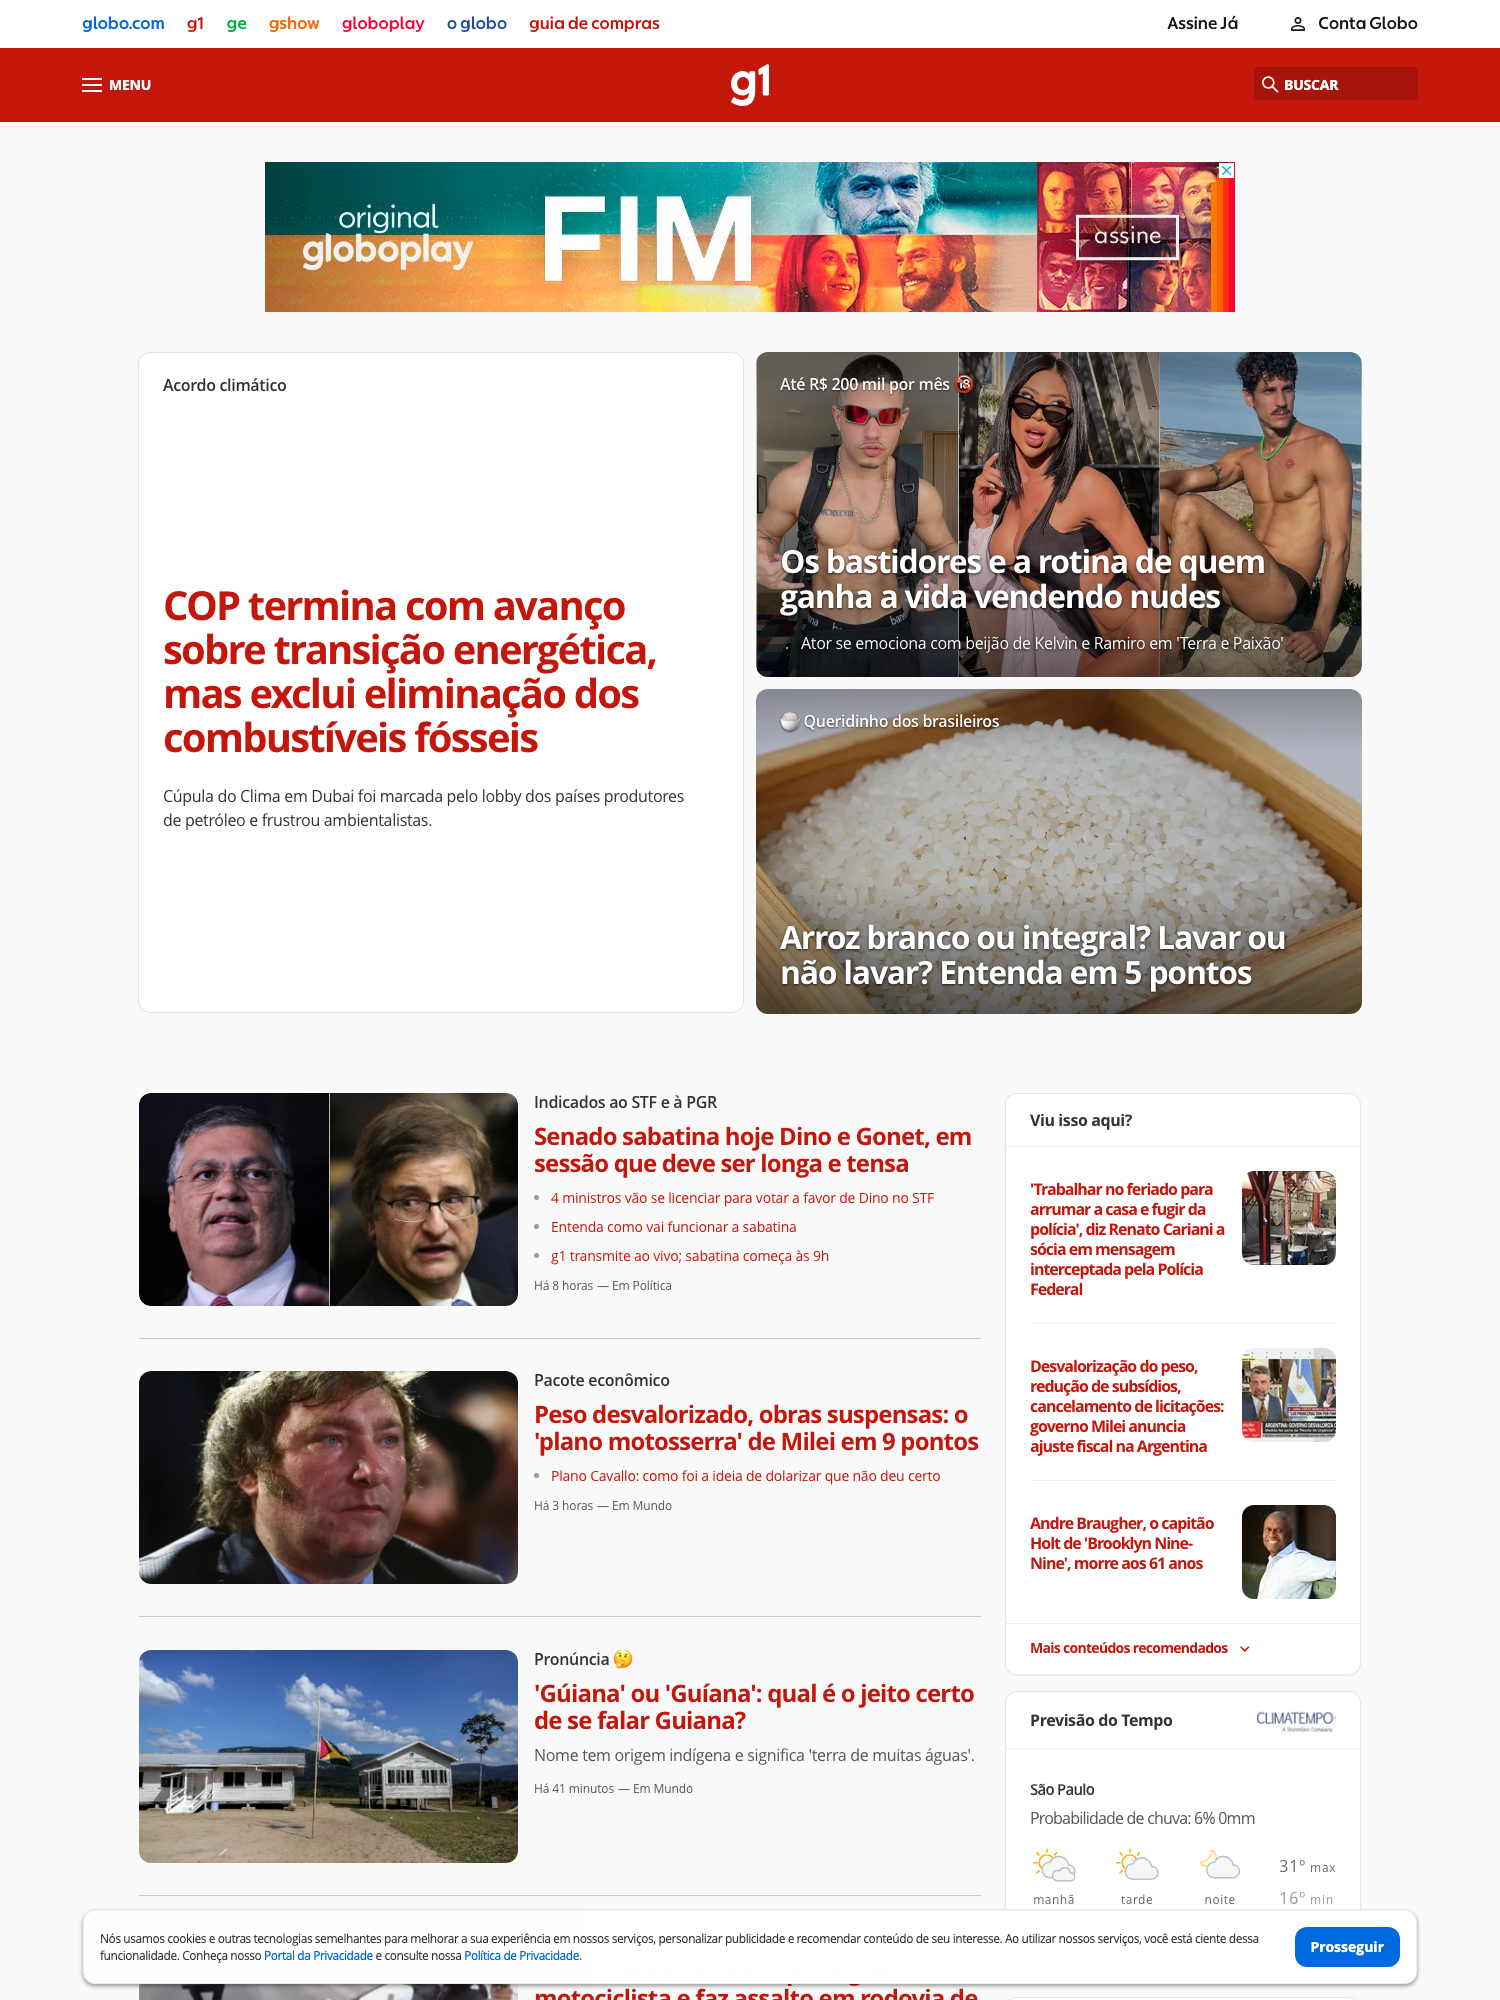 globo.com g1 ge gshow globoplay o globo guia de compras Assine Já Conta Globo
MENU g1 BUSCAR
original
globoplay
FIM
assine
Acordo climático
COP termina com avanço
sobre transição energética,
mas exclui eliminação dos
combustíveis fósseis
Cúpula do Clima em Dubai foi marcada pelo lobby dos países produtores
de petróleo e frustrou ambientalistas.
Até R$ 200 mil por mês 🔞
Os bastidores e a rotina de quem
ganha a vida vendendo nudes
. Ator se emociona com beijão de Kelvin e Ramiro em 'Terra e Paixão'
🍚 Queridinho dos brasileiros
Arroz branco ou integral? Lavar ou
não lavar? Entenda em 5 pontos
Indicados ao STF e à PGR
Senado sabatina hoje Dino e Gonet, em
sessão que deve ser longa e tensa
• 4 ministros vão se licenciar para votar a favor de Dino no STF
• Entenda como vai funcionar a sabatina
• g1 transmite ao vivo; sabatina começa às 9h
Há 8 horas — Em Política
Pacote econômico
Peso desvalorizado, obras suspensas: o
'plano motosserra' de Milei em 9 pontos
• Plano Cavallo: como foi a ideia de dolarizar que não deu certo
Há 3 horas — Em Mundo
Pronúncia 🤔
'Gúiana' ou 'Guíana': qual é o jeito certo
de se falar Guiana?
Nome tem origem indígena e significa 'terra de muitas águas'.
Há 41 minutos — Em Mundo
Viu isso aqui?
'Trabalhar no feriado para
arrumar a casa e fugir da
polícia', diz Renato Cariani a
sócia em mensagem
interceptada pela Polícia
Federal
Desvalorização do peso,
redução de subsídios,
cancelamento de licitações:
governo Milei anuncia
ajuste fiscal na Argentina
Andre Braugher, o capitão
Holt de 'Brooklyn Nine-
Nine', morre aos 61 anos
Mais conteúdos recomendados
Previsão do Tempo CLIMATEMPO
A StormGeo Company
São Paulo
Probabilidade de chuva: 6% 0mm
31º max
manhã tarde noite 16º min
Nós usamos cookies e outras tecnologias semelhantes para melhorar a sua experiência em nossos serviços, personalizar publicidade e recomendar conteúdo de seu interesse. Ao utilizar nossos serviços, você está ciente dessa
funcionalidade. Conheça nosso Portal da Privacidade e consulte nossa Política de Privacidade.
Prosseguir
motociclista e faz assalto em rodovia de